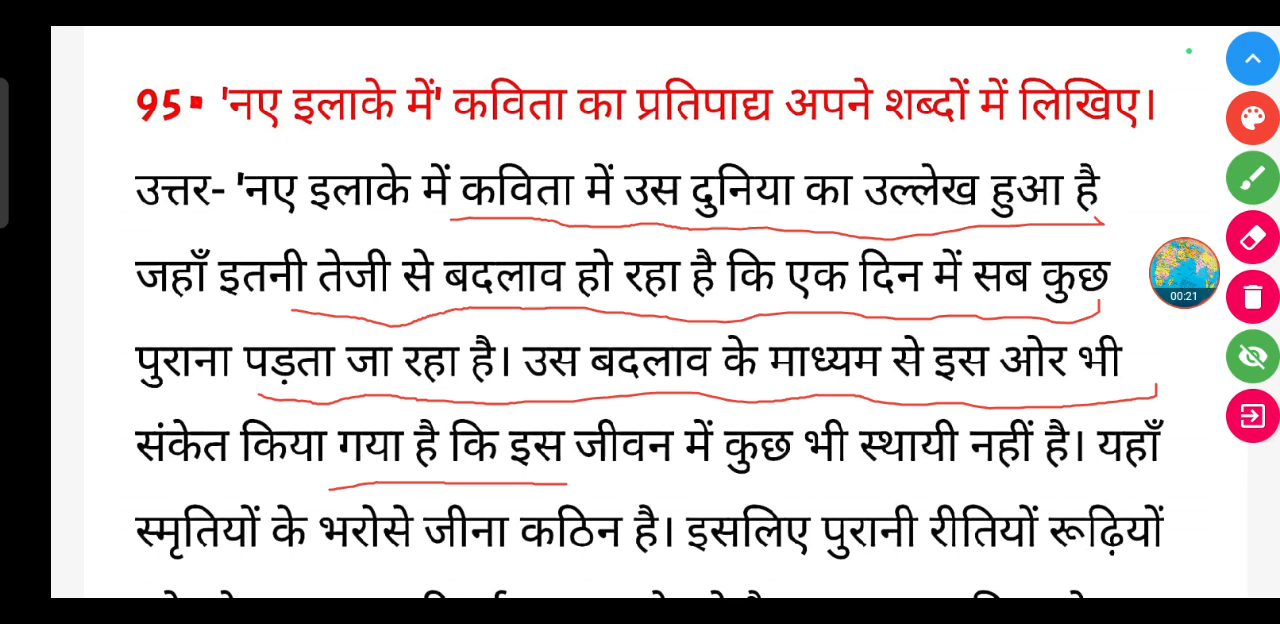 95▪ 'नए इलाके में' कविता का प्रतिपाद्य अपने शब्दों में लिखिए।
उत्तर- 'नए इलाके में कविता में उस दुनिया का उल्लेख हुआ है
जहाँ इतनी तेजी से बदलाव हो रहा है कि एक दिन में सब कुछ
पुराना पड़ता जा रहा है। उस बदलाव के माध्यम से इस ओर भी
संकेत किया गया है कि इस जीवन में कुछ भी स्थायी नहीं है। यहाँ
स्मृतियों के भरोसे जीना कठिन है। इसलिए पुरानी रीतियों रूढ़ियों
00:21